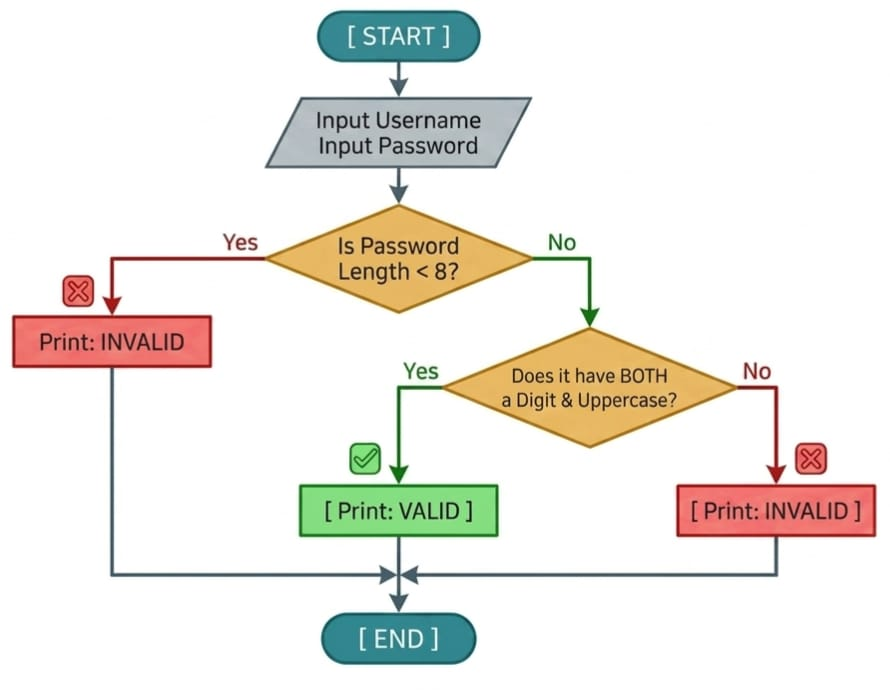 [ START ]
Input Username
Input Password
Is Password
Length < 8?
Yes
No
Print: INVALID
Does it have BOTH
a Digit & Uppercase?
Yes
No
[ Print: VALID ]
[ Print: INVALID ]
[ END ]